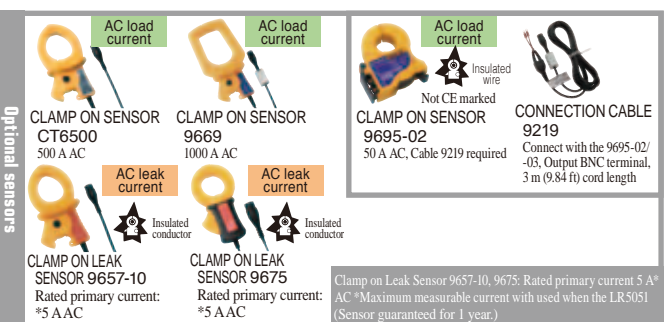 Optional sensors
AC load
current
CLAMP ON SENSOR
CT6500
500 A AC
AC load
current
CLAMP ON SENSOR
9669
1000 A AC
AC load
current
Insulated
wire
Not CE marked
CLAMP ON SENSOR
9695-02
50 A AC, Cable 9219 required
CONNECTION CABLE
9219
Connect with the 9695-02/
-03, Output BNC terminal,
3 m (9.84 ft) cord length
AC leak
current
Insulated
conductor
CLAMP ON LEAK
SENSOR 9657-10
Rated primary current:
*5 A AC
AC leak
current
Insulated
conductor
CLAMP ON LEAK
SENSOR 9675
Rated primary current:
*5 A AC
Clamp on Leak Sensor 9657-10, 9675: Rated primary current 5 A*
AC *Maximum measurable current with used when the LR5051
(Sensor guaranteed for 1 year.)